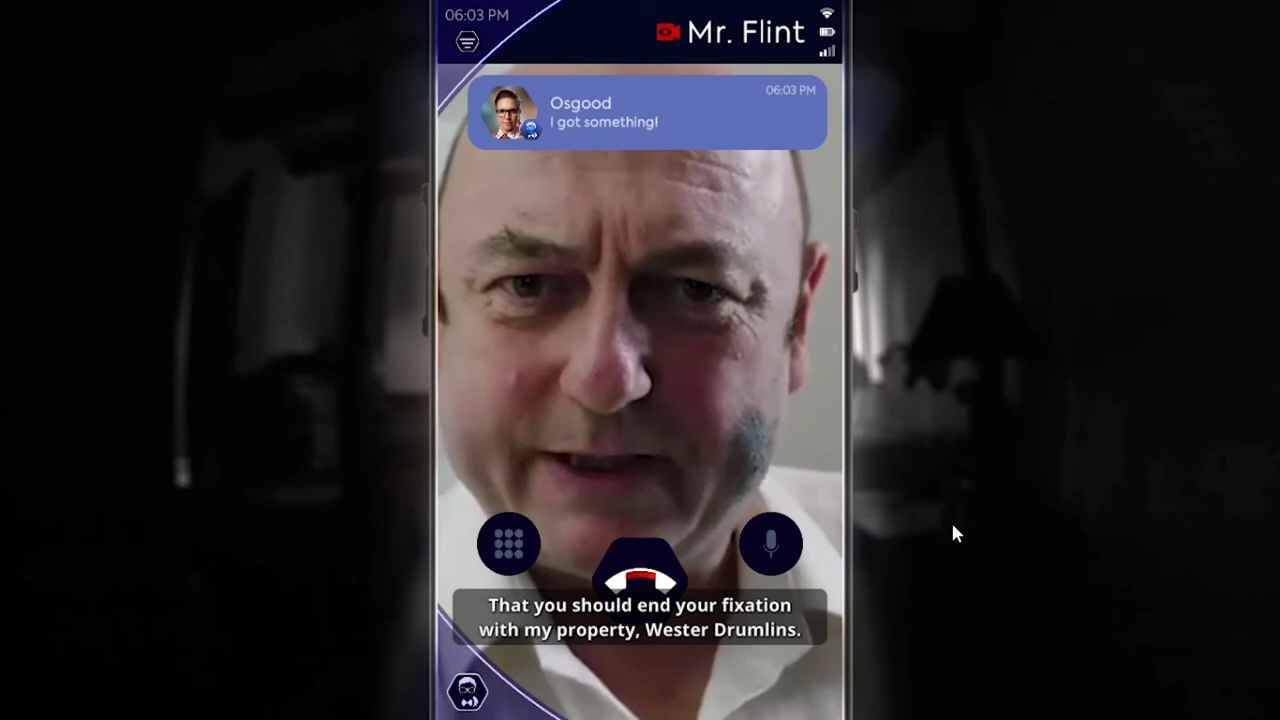 06:03 PM
Mr. Flint
Osgood
06:03 PM
I got something!
That you should end your fixation
with my property, Wester Drumlins.